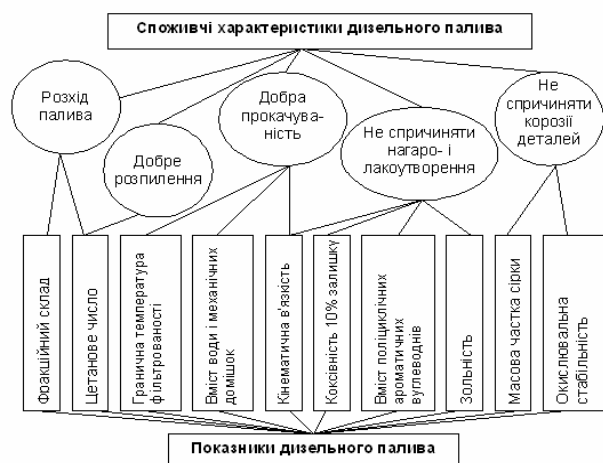 Споживчі характеристики дизельного палива
Розхід
палива
Добре
розпилення
Добра
прокачува-
ність
Не спричиняти
нагаро- і
лакоутворення
Не
спричиняти
корозії
деталей
Фракційний склад
Цетанове число
Гранична температура
фільтрованості
Вміст води і механічних
домішок
Кінематична в'язкість
Коксівність 10% залишку
Вміст поліциклічних
ароматичних
вуглеводнів
Зольність
Масова частка сірки
Окислювальна
стабільність
Показники дизельного палива